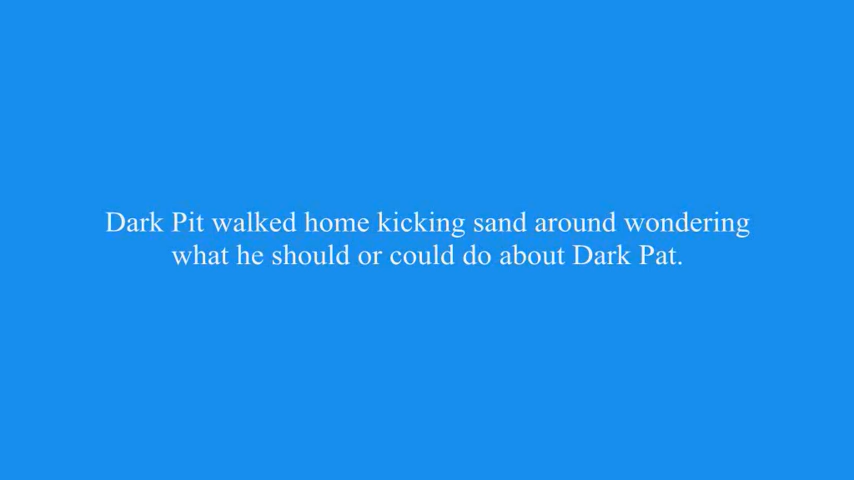 Dark Pit walked home kicking sand around wondering
what he should or could do about Dark Pat.